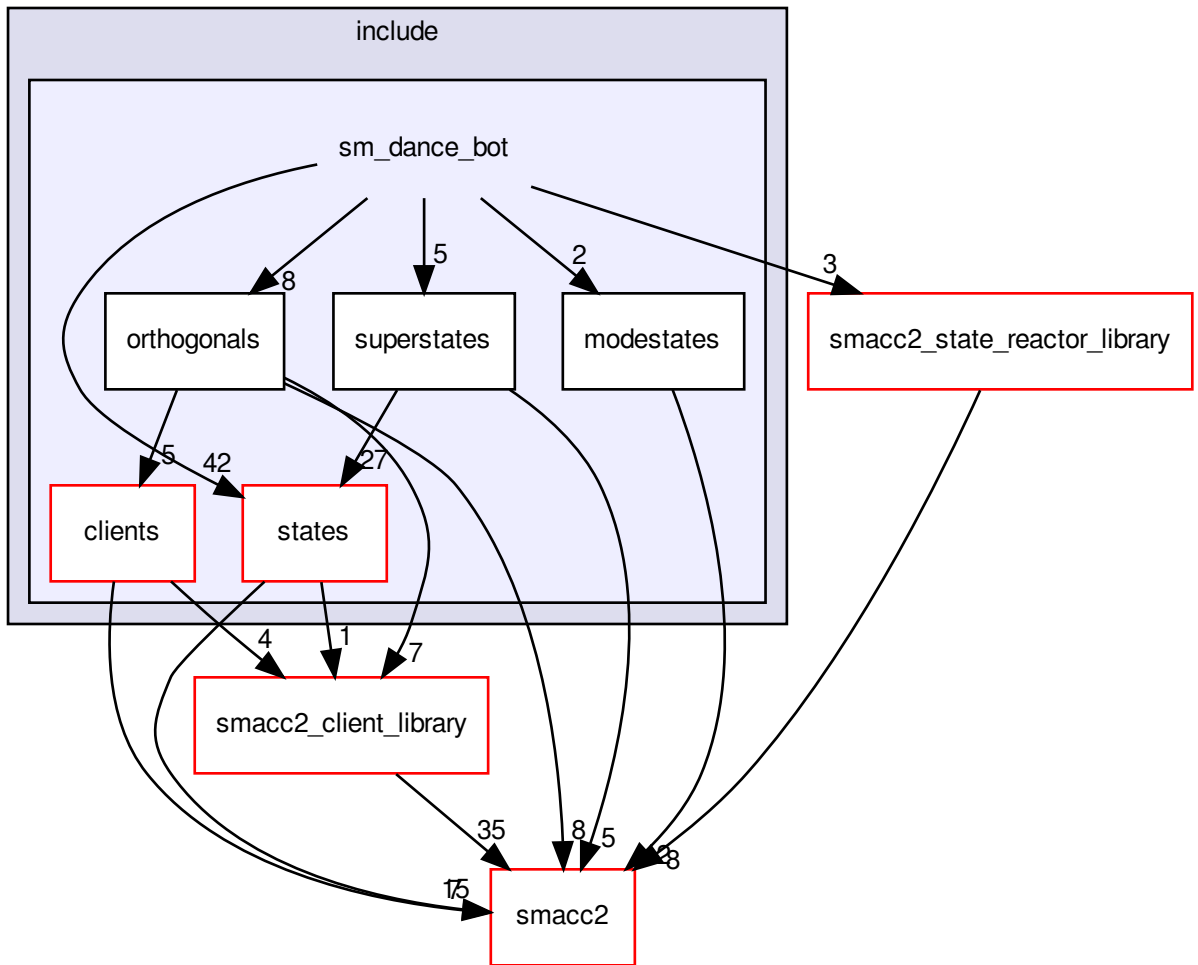 include
sm_dance_bot
8
5
2
3
orthogonals
superstates
modestates
smacc2_state_reactor_library
5
42
27
clients
states
4
1
7
smacc2_client_library
35
8
5
8
smacc2